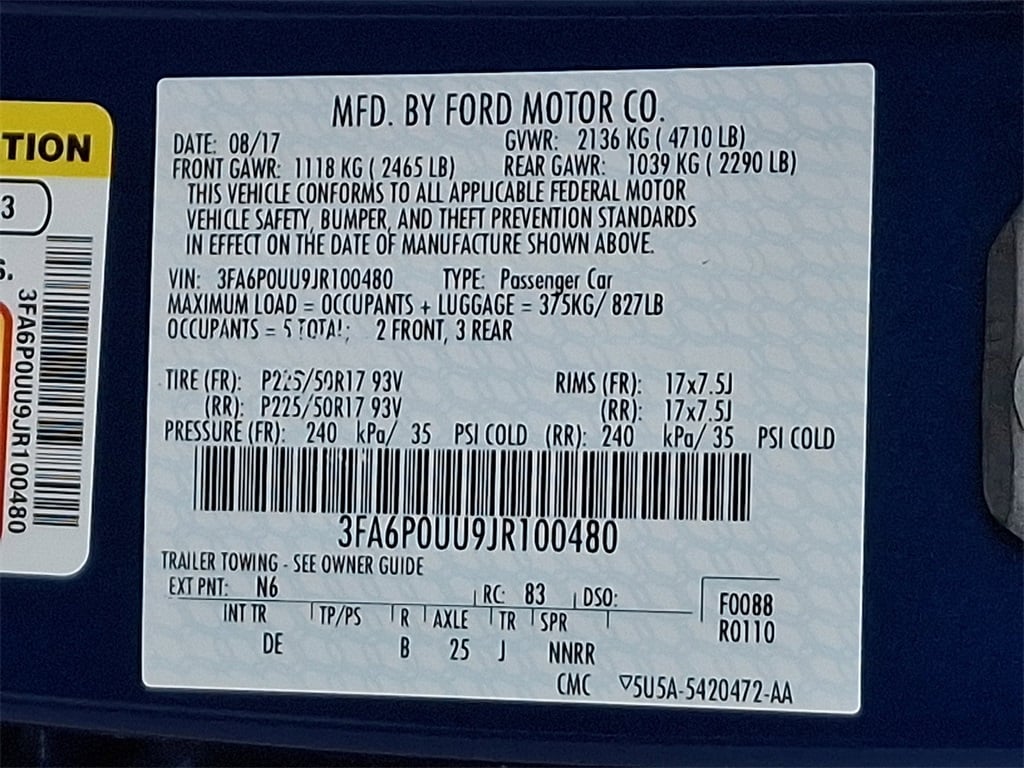 TION
3
S.
3FA6P0UU9JR100480
MFD. BY FORD MOTOR CO.
DATE: 08/17 GVWR: 2136 KG ( 4710 LB)
FRONT GAWR: 1118 KG ( 2465 LB) REAR GAWR: 1039 KG ( 2290 LB)
THIS VEHICLE CONFORMS TO ALL APPLICABLE FEDERAL MOTOR
VEHICLE SAFETY, BUMPER, AND THEFT PREVENTION STANDARDS
IN EFFECT ON THE DATE OF MANUFACTURE SHOWN ABOVE.
VIN: 3FA6P0UU9JR100480 TYPE: Passenger Car
MAXIMUM LOAD = OCCUPANTS + LUGGAGE = 375KG/ 827LB
OCCUPANTS = 5 TOTAL; 2 FRONT, 3 REAR
TIRE (FR): P225/50R17 93V RIMS (FR): 17x7.5J
(RR): P225/50R17 93V (RR): 17x7.5J
PRESSURE (FR): 240 kPa/ 35 PSI COLD (RR): 240 kPa/ 35 PSI COLD
3FA6P0UU9JR100480
TRAILER TOWING - SEE OWNER GUIDE
EXT PNT: N6 RC: 83 DSO:
INT TR TP/PS R AXLE TR SPR
DE B 25 J NNRR
F0088
R0110
CMC ▽5U5A-5420472-AA